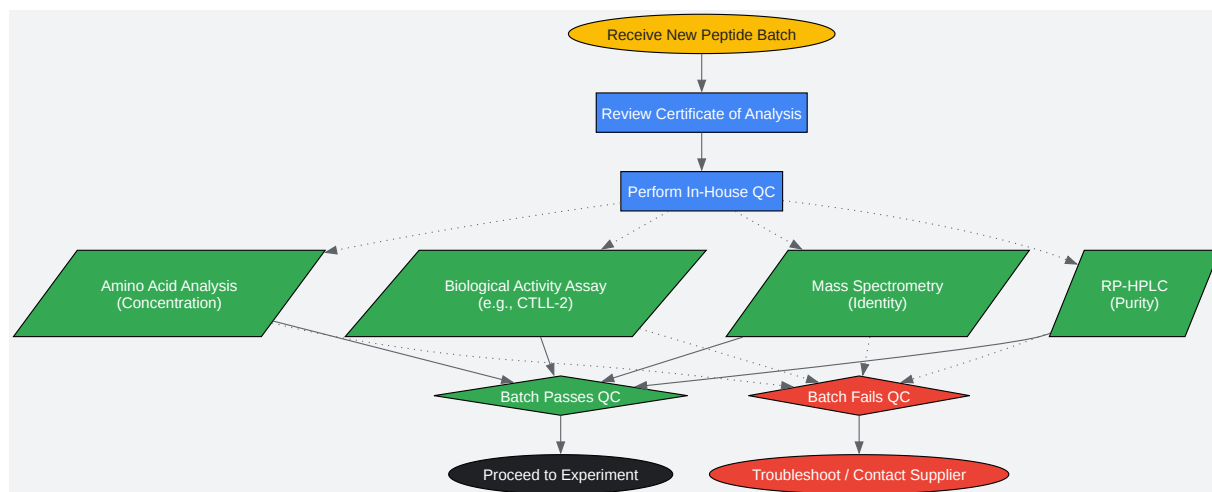 Receive New Peptide Batch
Review Certificate of Analysis
Perform In-House QC
Amino Acid Analysis
(Concentration)
Biological Activity Assay
(e.g., CTLL-2)
Mass Spectrometry
(Identity)
RP-HPLC
(Purity)
Batch Passes QC
Batch Fails QC
Proceed to Experiment
Troubleshoot / Contact Supplier